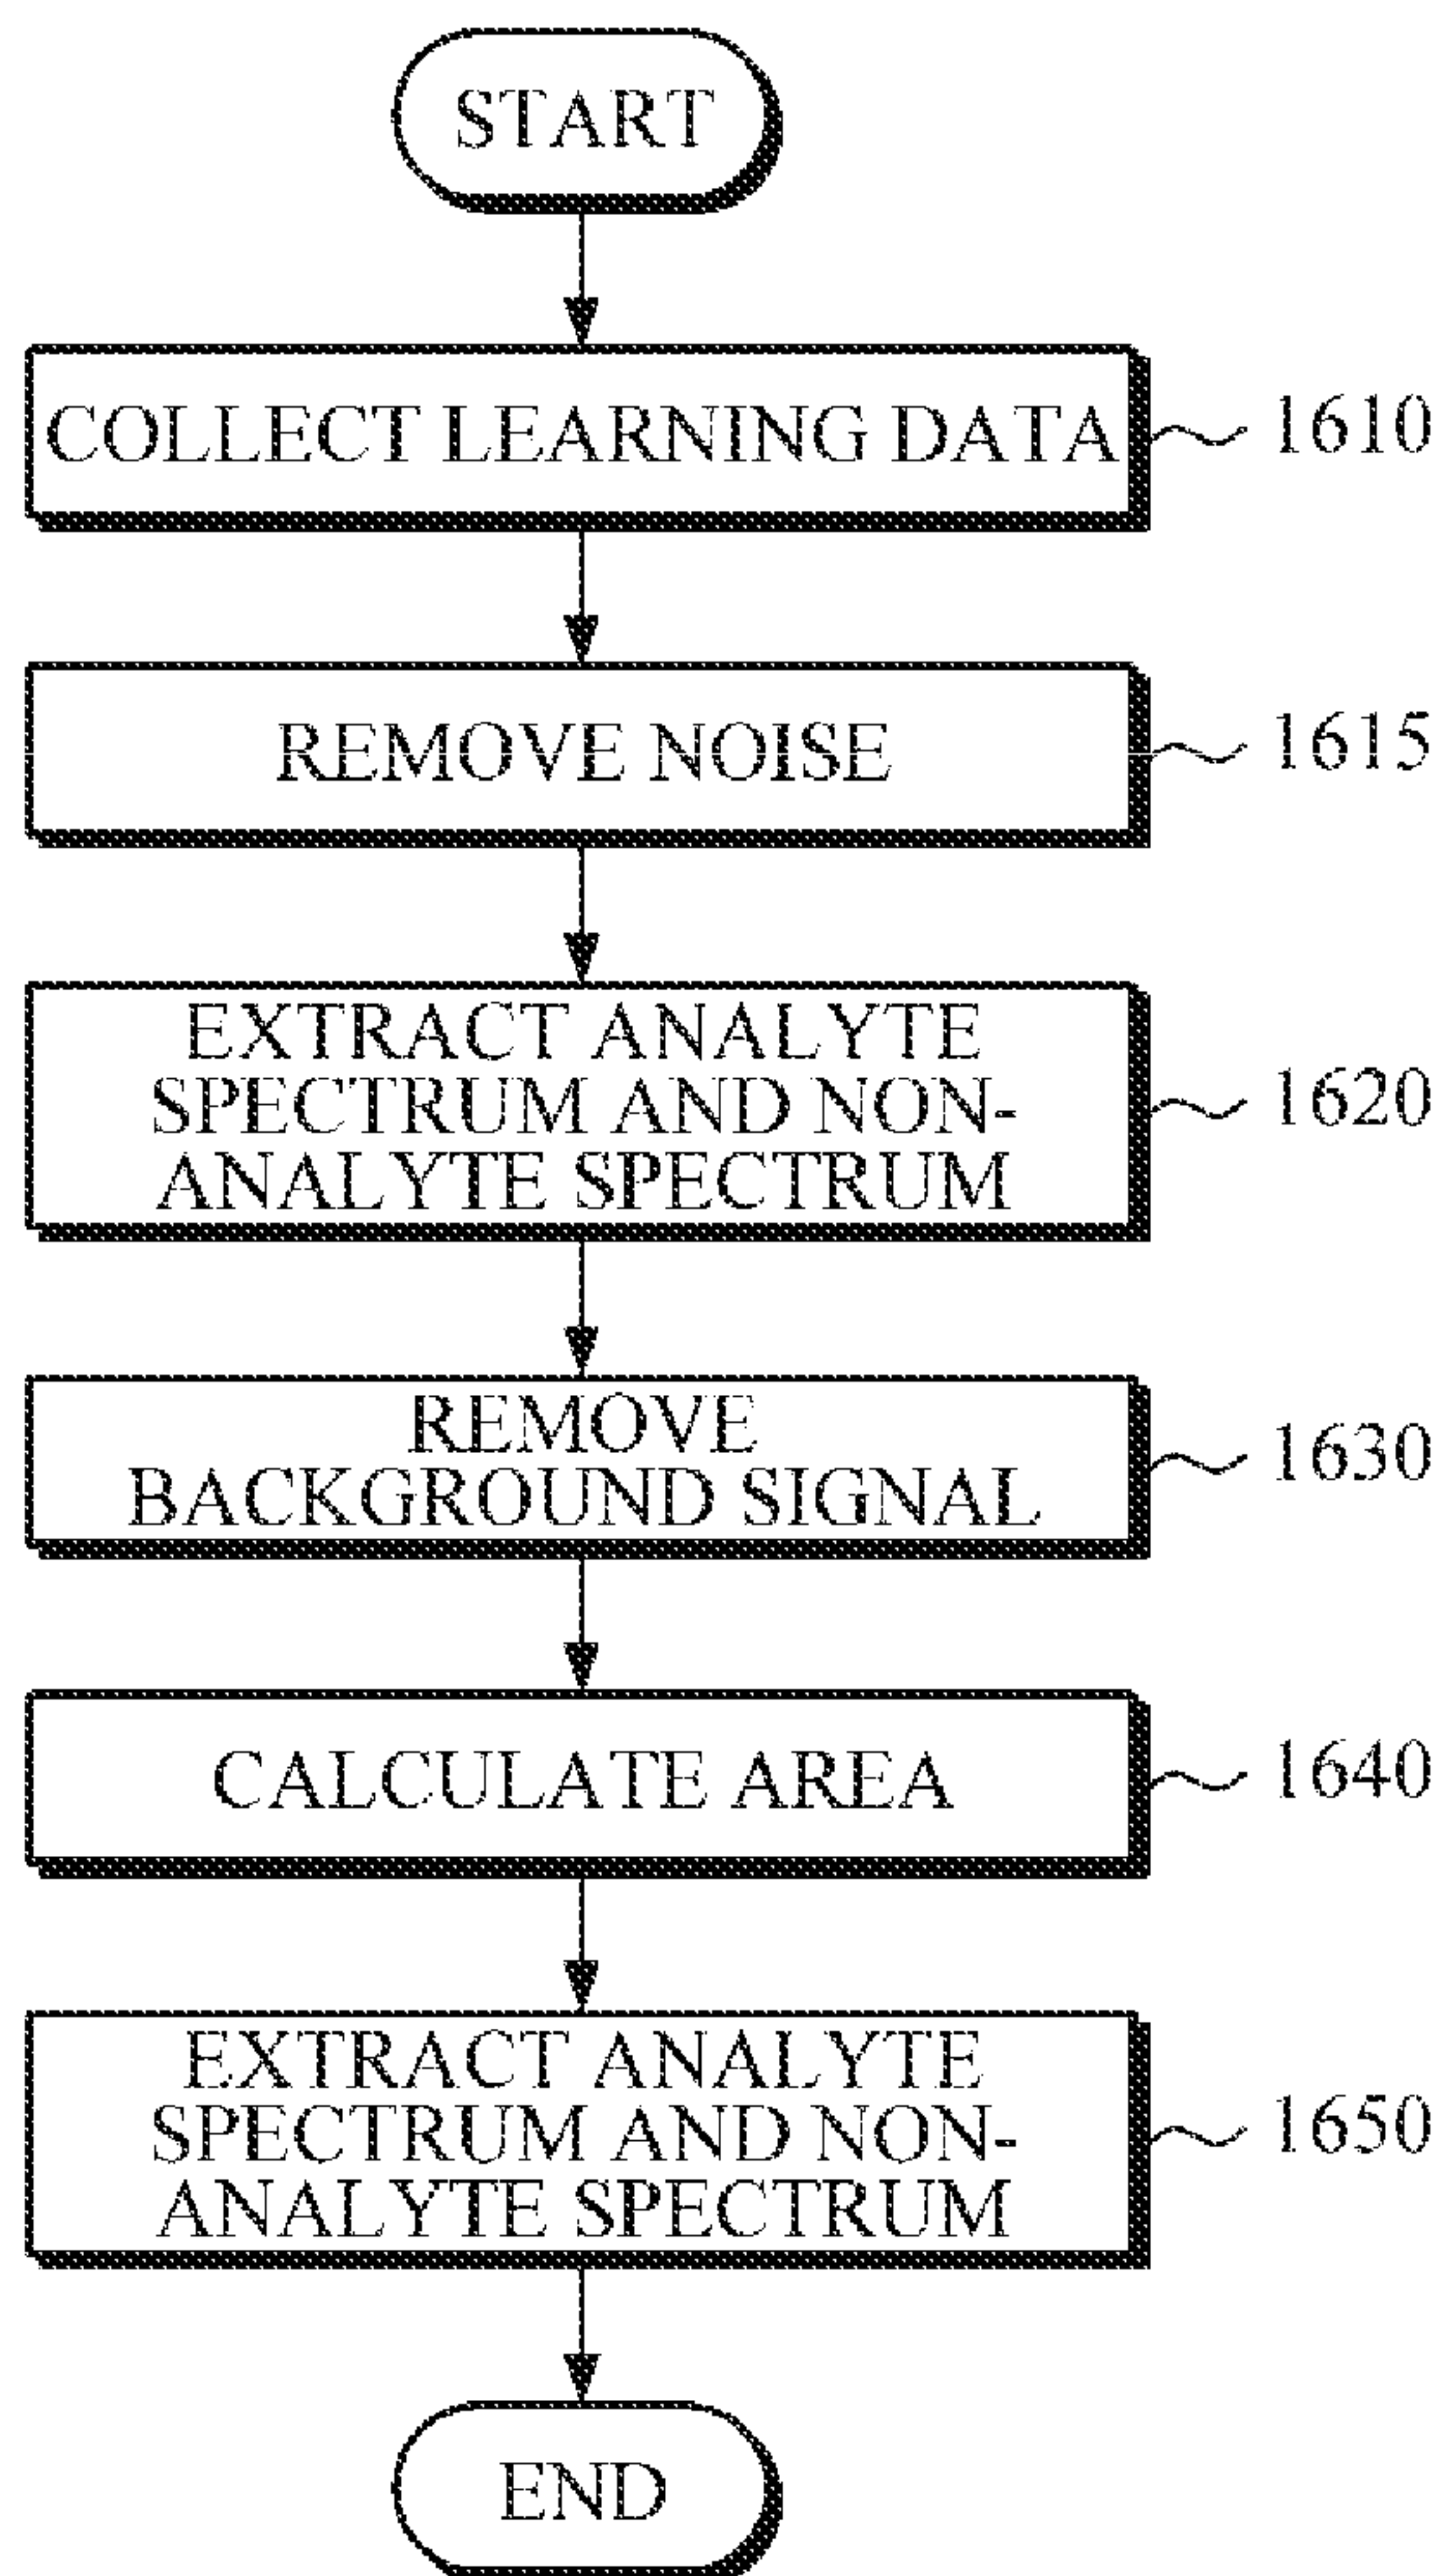 START
COLLECT LEARNING DATA
1610
REMOVE NOISE
1615
EXTRACT ANALYTE
SPECTRUM AND NON-
ANALYTE SPECTRUM
1620
REMOVE
BACKGROUND SIGNAL
1630
CALCULATE AREA
1640
EXTRACT ANALYTE
SPECTRUM AND NON-
ANALYTE SPECTRUM
1650
END